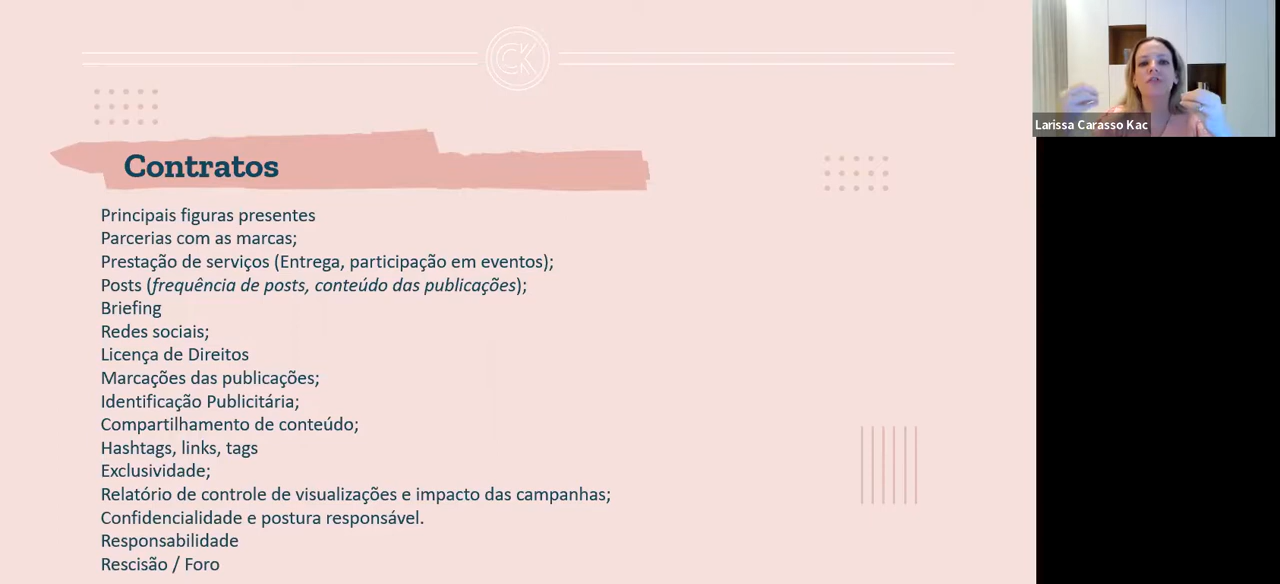 CK
Larissa Carasso Kac
Contratos
Principais figuras presentes
Parcerias com as marcas;
Prestação de serviços (Entrega, participação em eventos);
Posts (frequência de posts, conteúdo das publicações);
Briefing
Redes sociais;
Licença de Direitos
Marcações das publicações;
Identificação Publicitária;
Compartilhamento de conteúdo;
Hashtags, links, tags
Exclusividade;
Relatório de controle de visualizações e impacto das campanhas;
Confidencialidade e postura responsável.
Responsabilidade
Rescisão / Foro